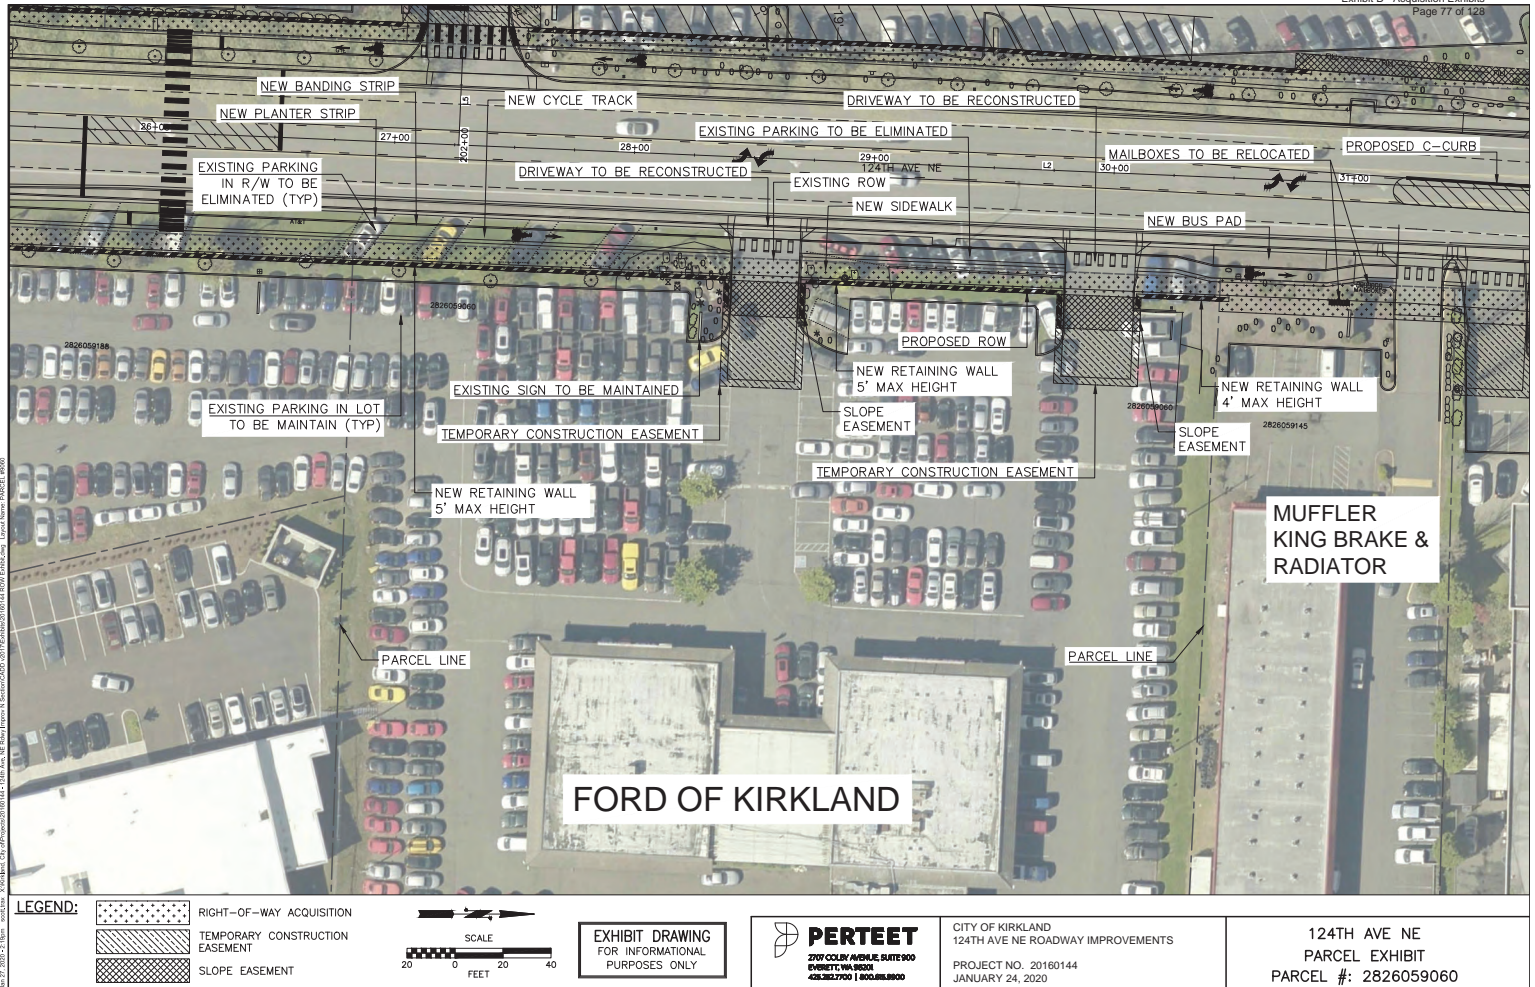 Page 77 of 128
NEW BANDING STRIP
NEW CYCLE TRACK
DRIVEWAY TO BE RECONSTRUCTED
NEW PLANTER STRIP
EXISTING PARKING TO BE ELIMINATED
26+00
27+00
202+00
28+00
29+00
124TH AVE NE
L2
30+00
31+00
MAILBOXES TO BE RELOCATED
PROPOSED C-CURB
EXISTING PARKING
IN R/W TO BE
ELIMINATED (TYP)
DRIVEWAY TO BE RECONSTRUCTED
EXISTING ROW
NEW SIDEWALK
NEW BUS PAD
2826059060
2826059188
PROPOSED ROW
NEW RETAINING WALL
5' MAX HEIGHT
EXISTING SIGN TO BE MAINTAINED
NEW RETAINING WALL
4' MAX HEIGHT
EXISTING PARKING IN LOT
TO BE MAINTAIN (TYP)
SLOPE
EASEMENT
2826059060
2826059145
TEMPORARY CONSTRUCTION EASEMENT
SLOPE
EASEMENT
TEMPORARY CONSTRUCTION EASEMENT
NEW RETAINING WALL
5' MAX HEIGHT
MUFFLER
KING BRAKE &
RADIATOR
PARCEL LINE
PARCEL LINE
FORD OF KIRKLAND
LEGEND:
RIGHT-OF-WAY ACQUISITION
TEMPORARY CONSTRUCTION
EASEMENT
SLOPE EASEMENT
SCALE
20 0 20 40
FEET
EXHIBIT DRAWING
FOR INFORMATIONAL
PURPOSES ONLY
PERTEET
2707 COLBY AVENUE, SUITE 900
EVERETT, WA 98201
425.252.7700 | 800.615.9900
CITY OF KIRKLAND
124TH AVE NE ROADWAY IMPROVEMENTS
PROJECT NO. 20160144
JANUARY 24, 2020
124TH AVE NE
PARCEL EXHIBIT
PARCEL #: 2826059060